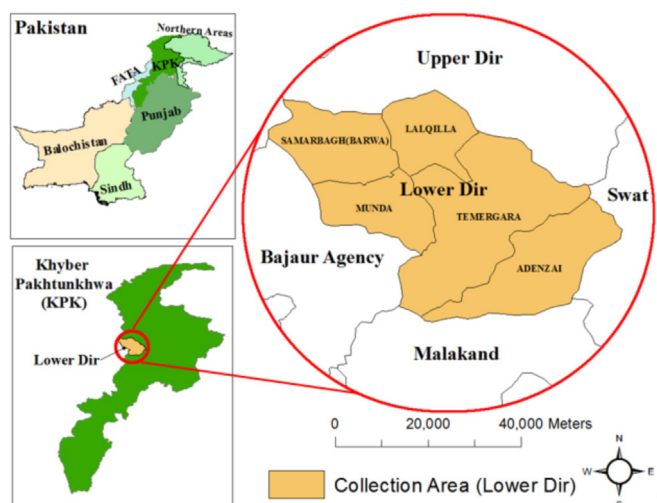 Pakistan
Northern Areas
FATA
KPK
Punjab
Balochistan
Sindh
Khyber
Pakhtunkhwa
(KPK)
Lower Dir
Upper Dir
LALQILLA
SAMARBAGH(BARWA)
Lower Dir
Swat
MUNDA
TEMERGARA
Bajaur Agency
ADENZAI
Malakand
0 20,000 40,000 Meters
Collection Area (Lower Dir)
N
W E
S